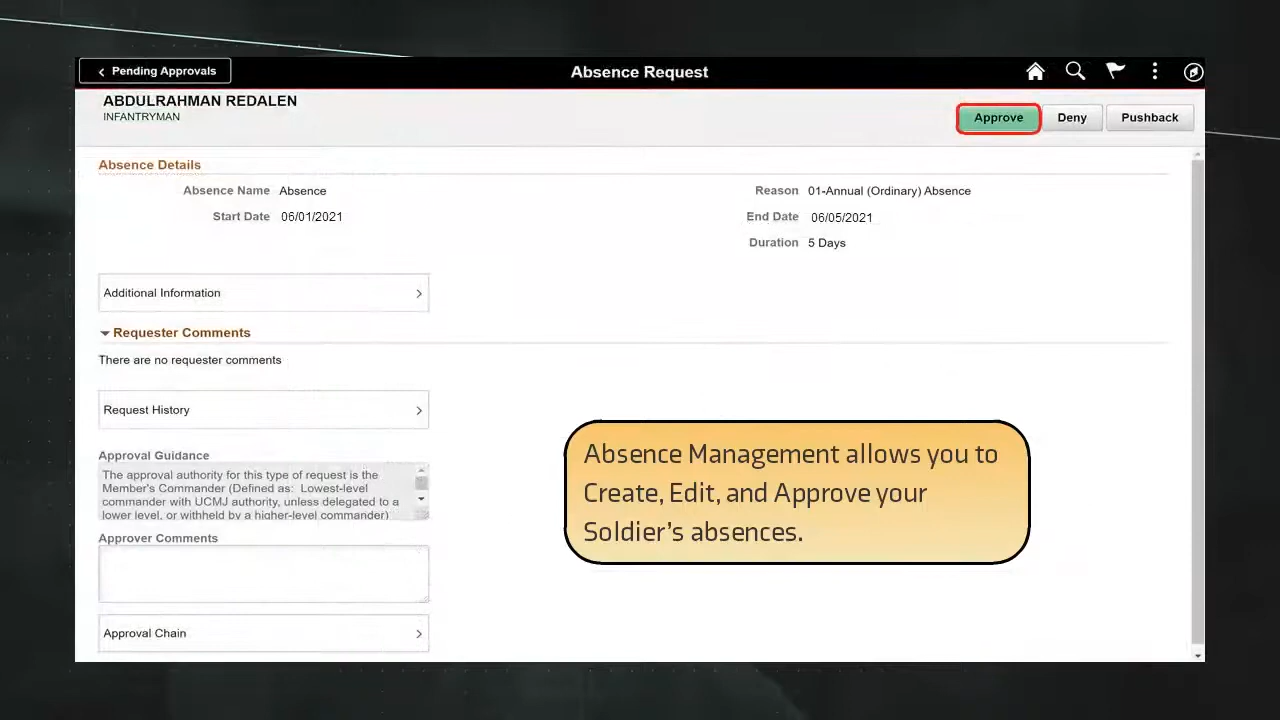 Pending Approvals
Absence Request
ABDULRAHMAN REDALEN
INFANTRYMAN
Approve
Deny
Pushback
Absence Details
Absence Name Absence
Reason 01-Annual (Ordinary) Absence
Start Date 06/01/2021
End Date 06/05/2021
Duration 5 Days
Additional Information
Requester Comments
There are no requester comments
Request History
Approval Guidance
The approval authority for this type of request is the
Member's Commander (Defined as: Lowest-level
commander with UCMJ authority, unless delegated to a
lower level, or withheld by a higher-level commander)
Approver Comments
Approval Chain
Absence Management allows you to
Create, Edit, and Approve your
Soldier's absences.